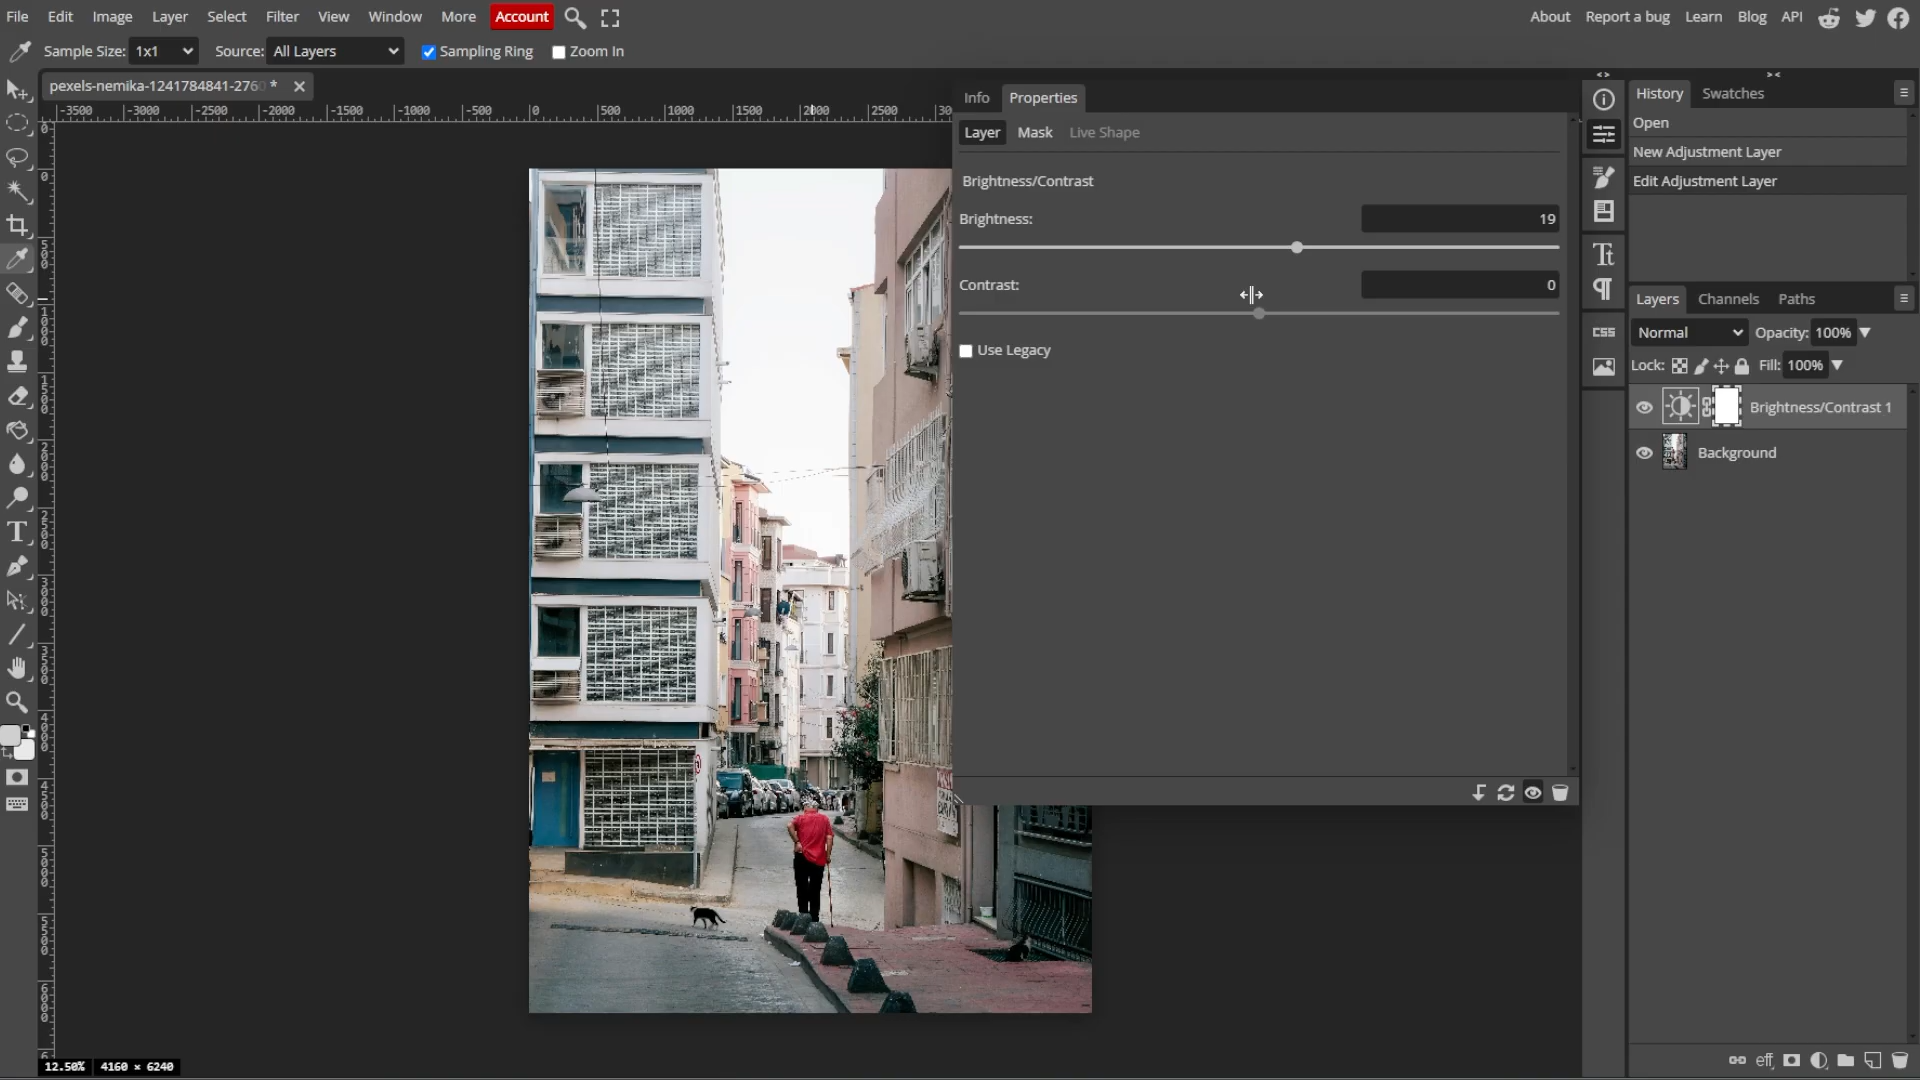 File Edit Image Layer Select Filter View Window More Account About Report a bug Learn Blog API
Sample Size: 1x1 Source: All Layers Sampling Ring Zoom In
pexels-nemika-1241784841-2760 *
-3500 -3000 -2500 -2000 -1500 -1000 -500 0 500 1000 1500 2000 2500
Info Properties
Layer Mask Live Shape
Brightness/Contrast
Brightness: 19
Contrast: 0
Use Legacy
History Swatches
Open
New Adjustment Layer
Edit Adjustment Layer
CSS
Layers Channels Paths
Normal Opacity: 100%
Lock: Fill: 100%
Brightness/Contrast 1
Background
eff
12.50% 4160 × 6240